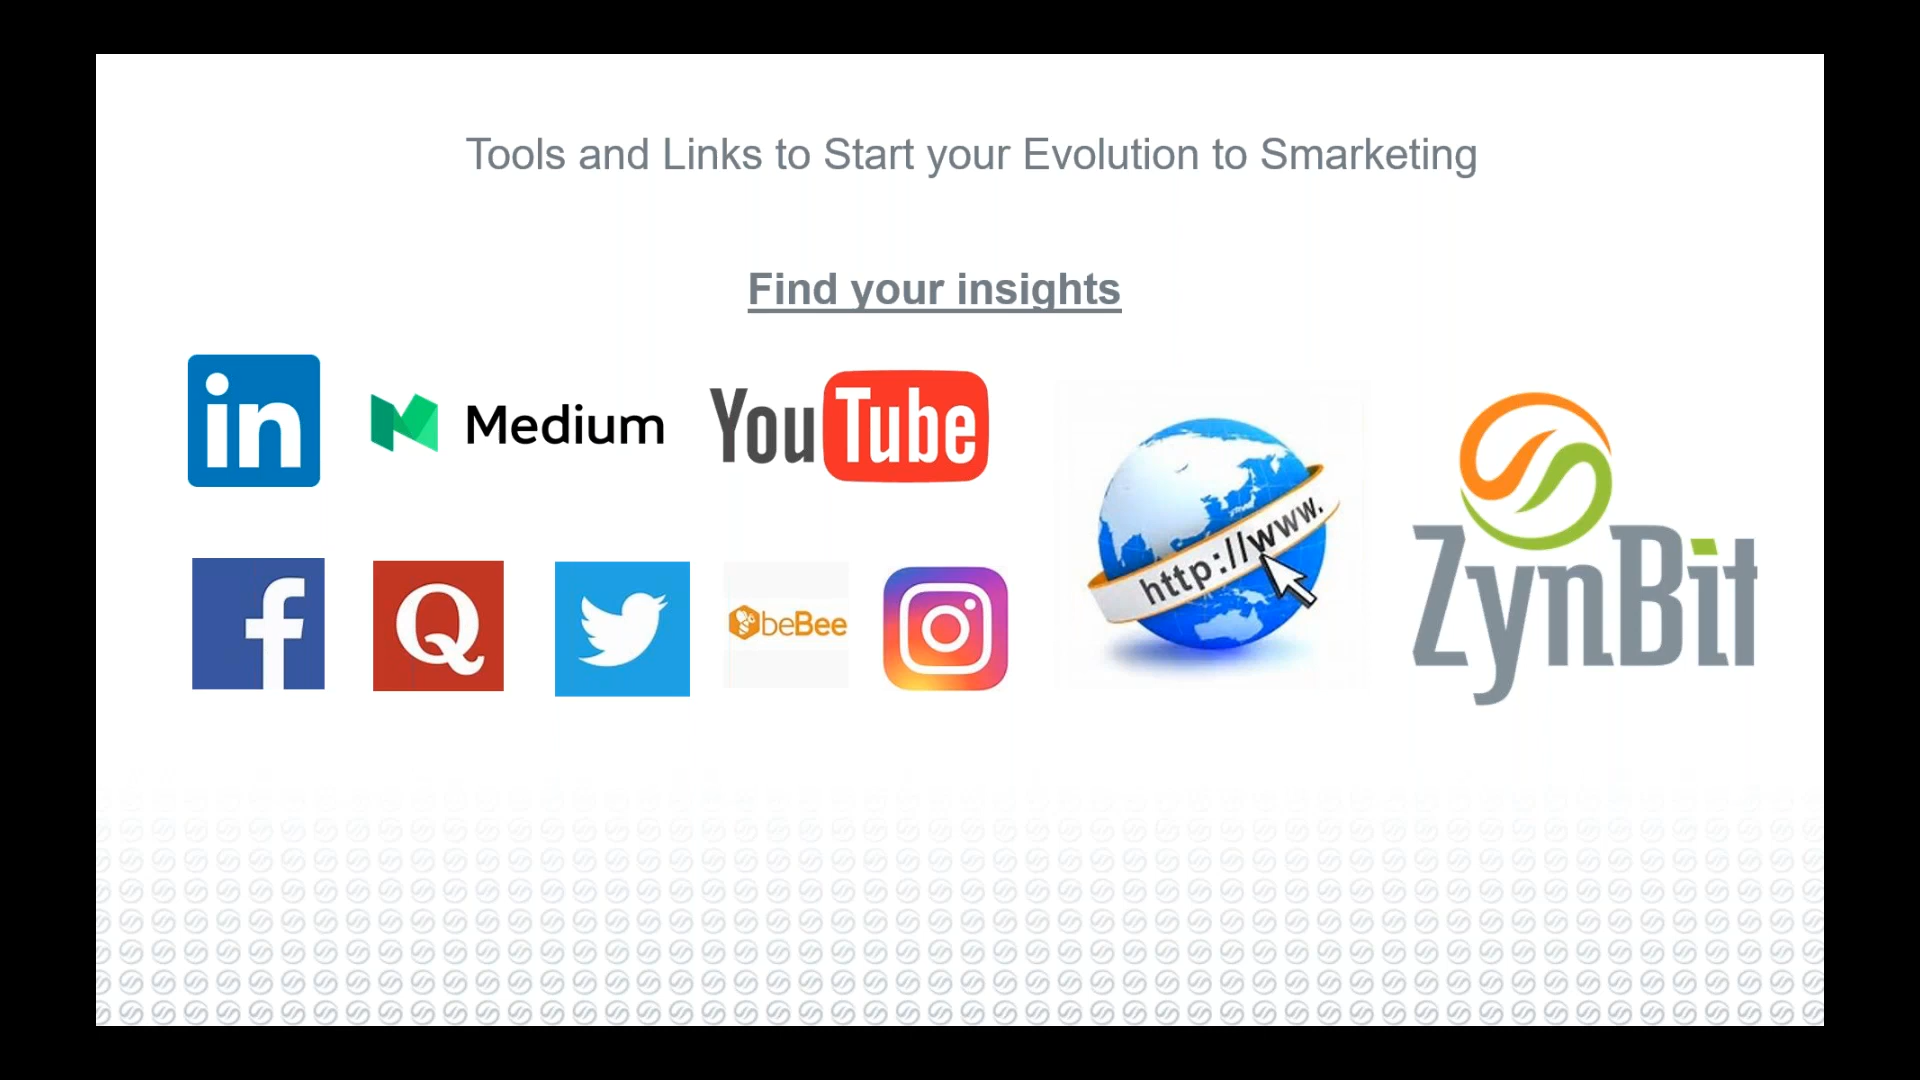 Tools and Links to Start your Evolution to Smarketing
Find your insights
in
Medium
YouTube
http://www.
ZynBit
f
Q
beBee